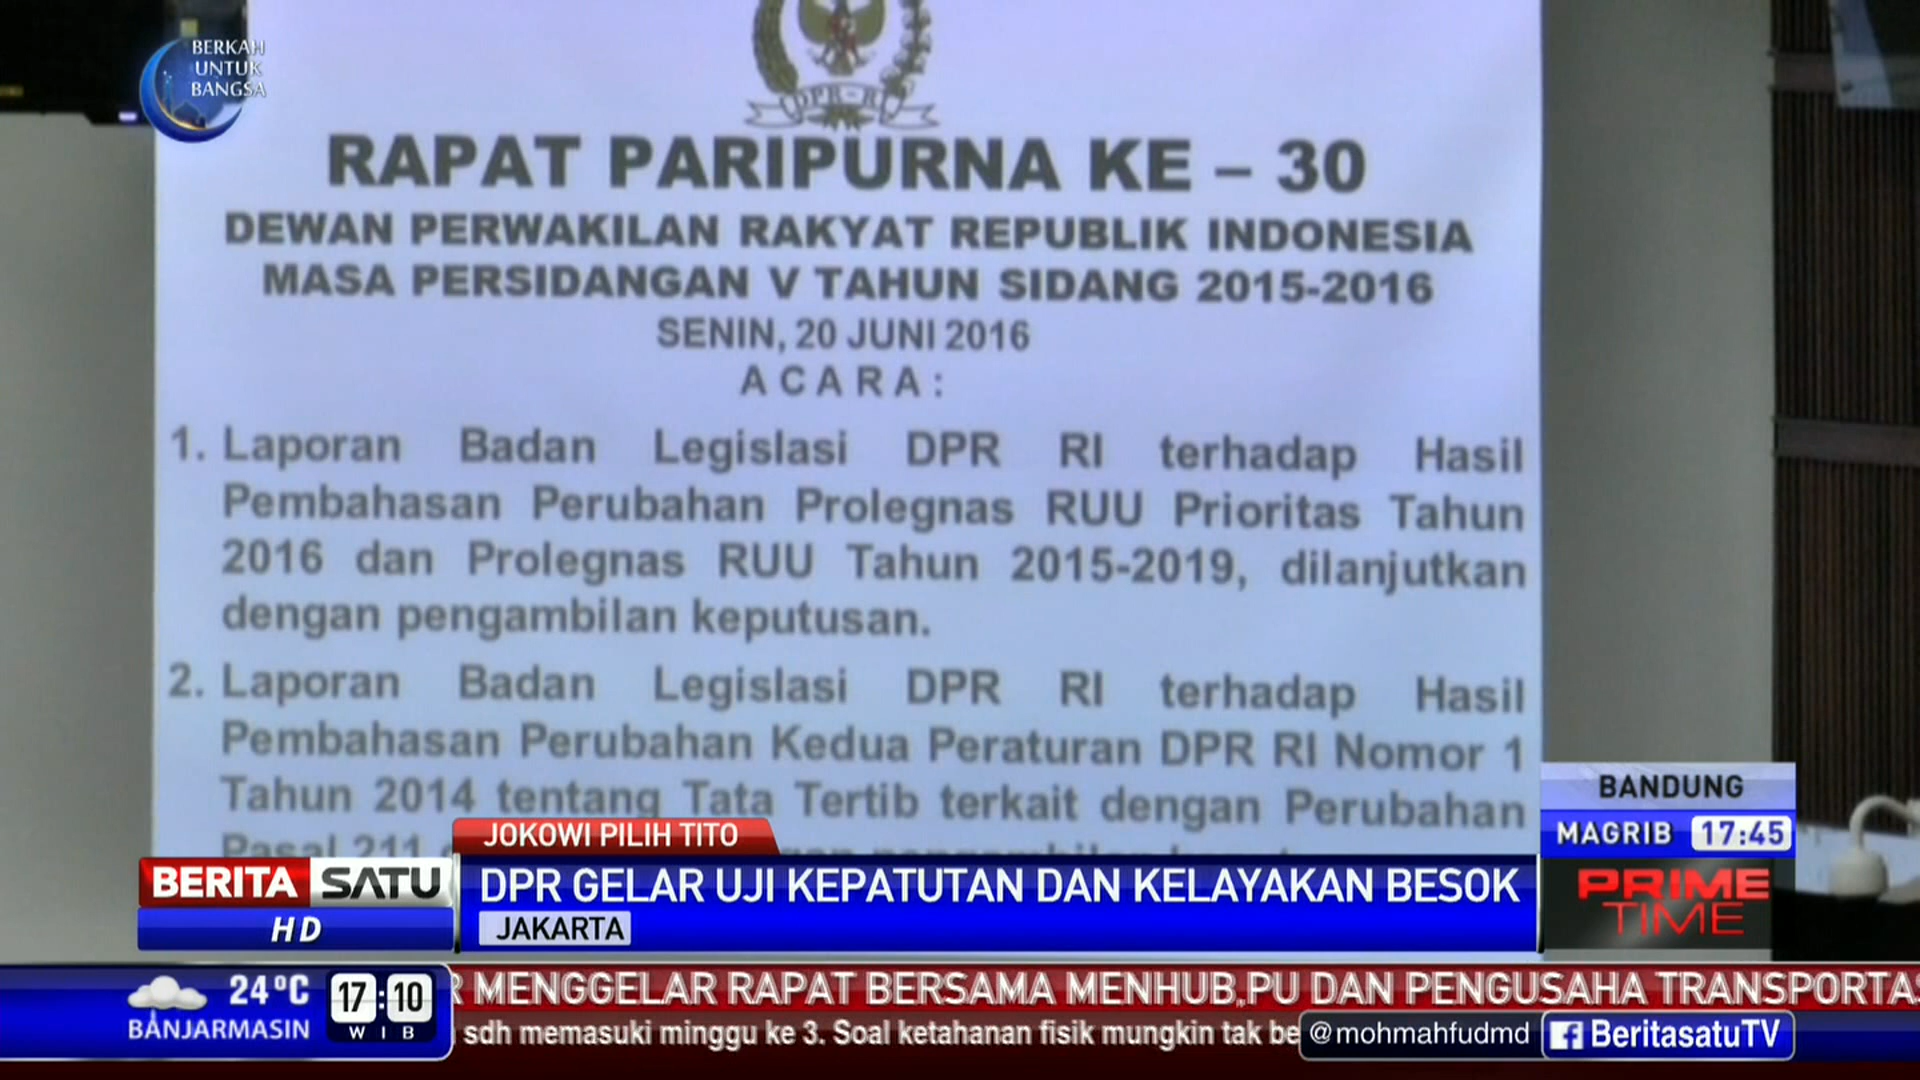 BERKAH
UNTUK
BANGSA
DPR-RI
RAPAT PARIPURNA KE – 30
DEWAN PERWAKILAN RAKYAT REPUBLIK INDONESIA
MASA PERSIDANGAN V TAHUN SIDANG 2015-2016
SENIN, 20 JUNI 2016
A C A R A :
1. Laporan Badan Legislasi DPR RI terhadap Hasil
Pembahasan Perubahan Prolegnas RUU Prioritas Tahun
2016 dan Prolegnas RUU Tahun 2015-2019, dilanjutkan
dengan pengambilan keputusan.
2. Laporan Badan Legislasi DPR RI terhadap Hasil
Pembahasan Perubahan Kedua Peraturan DPR RI Nomor 1
Tahun 2014 tentang Tata Tertib terkait dengan Perubahan
Pasal 211
JOKOWI PILIH TITO
BERITA SATU
HD
DPR GELAR UJI KEPATUTAN DAN KELAYAKAN BESOK
JAKARTA
BANDUNG
MAGRIB 17:45
PRIME
TIME
24°C
BANJARMASIN
17:10
WIB
R MENGGELAR RAPAT BERSAMA MENHUB,PU DAN PENGUSAHA TRANSPORTAS
sdh memasuki minggu ke 3. Soal ketahanan fisik mungkin tak be
@mohmahfudmd
BeritasatuTV